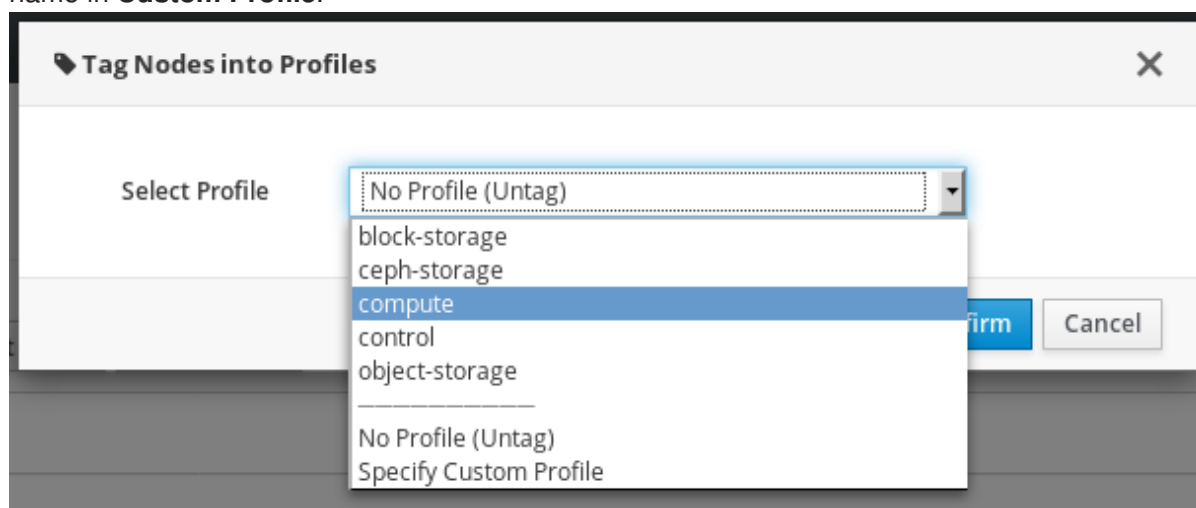 Tag Nodes into Profiles
Select Profile
No Profile (Untag)
block-storage
ceph-storage
compute
control
object-storage
--------------------
No Profile (Untag)
Specify Custom Profile
firm
Cancel